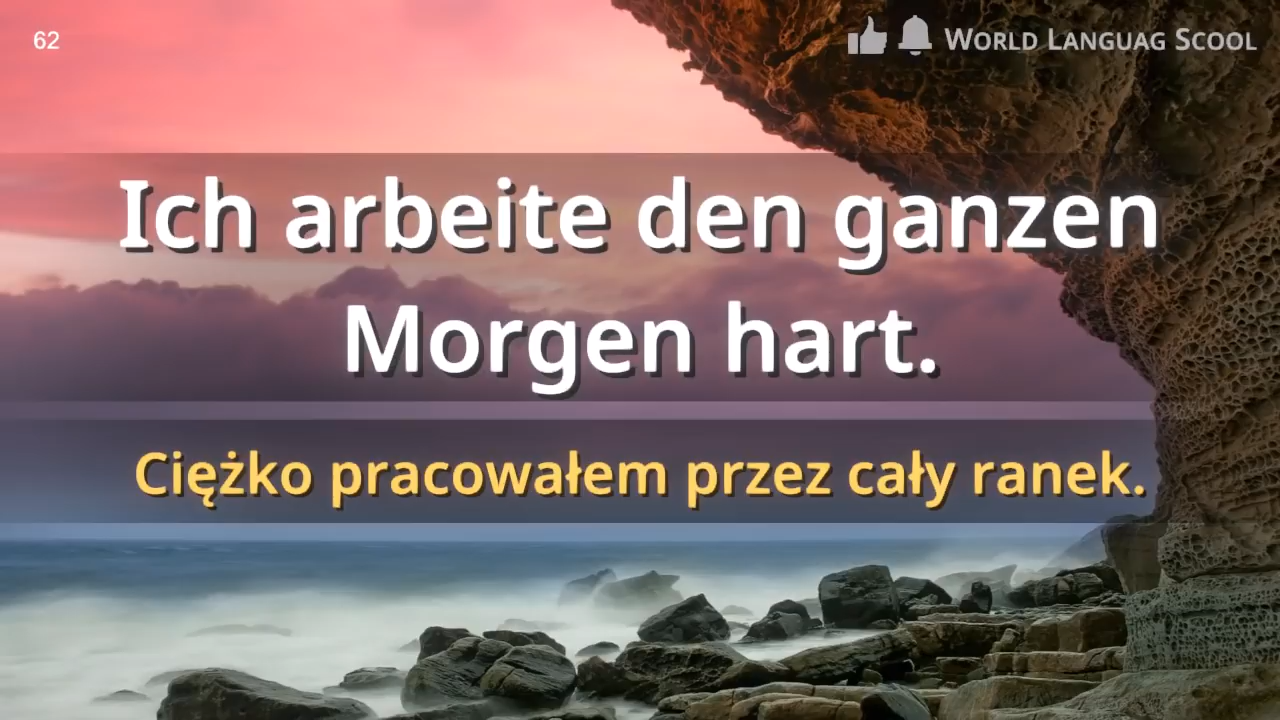 62
World Languag Scool
Ich arbeite den ganzen
Morgen hart.
Ciężko pracowałem przez cały ranek.